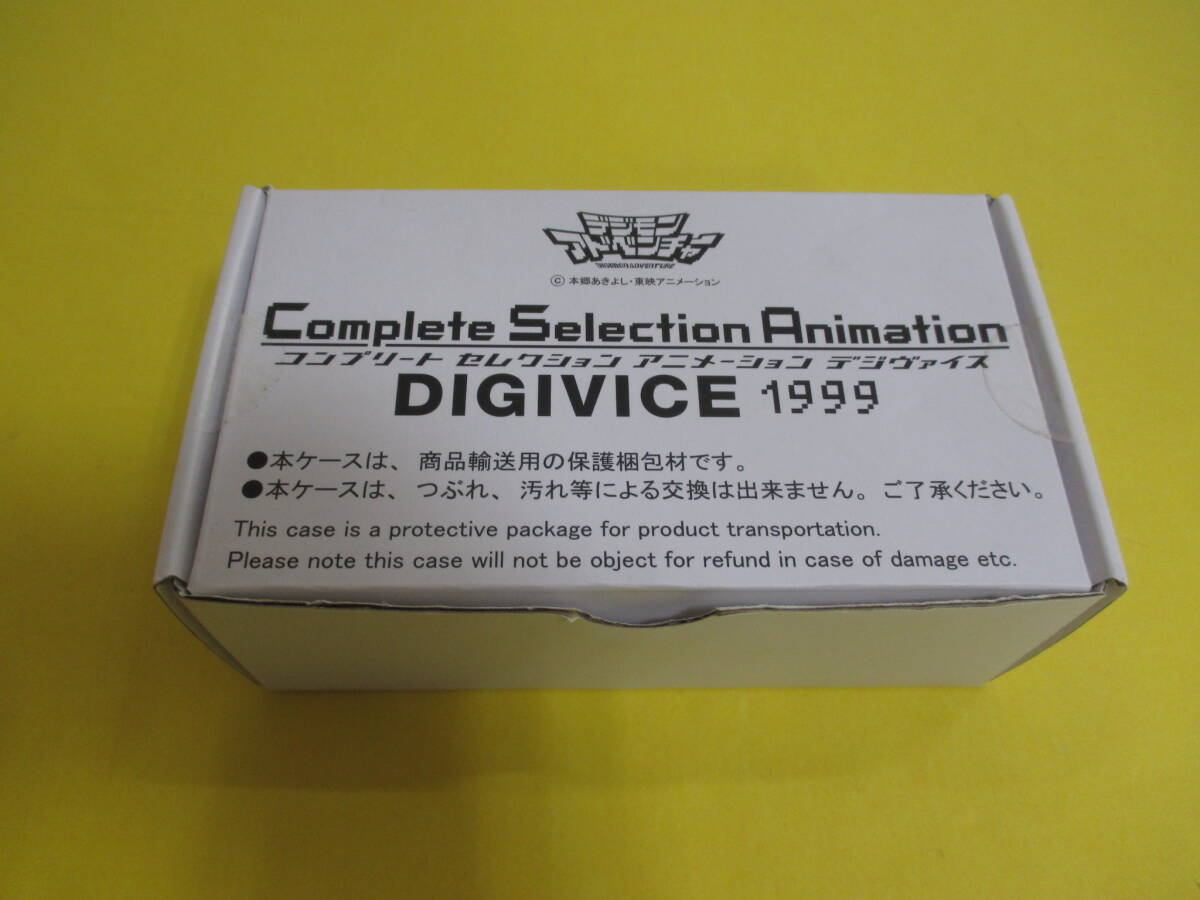 デジモン
アドベンチャー
DIGIMON ADVENTURE
© 本郷あきよし・東映アニメーション
Complete Selection Animation
コンプリート セレクション アニメーション デジヴァイス
DIGIVICE 1999
●本ケースは、 商品輸送用の保護梱包材です。
●本ケースは、 つぶれ、 汚れ等による交換は出来ません。 ご了承ください。
This case is a protective package for product transportation.
Please note this case will not be object for refund in case of damage etc.